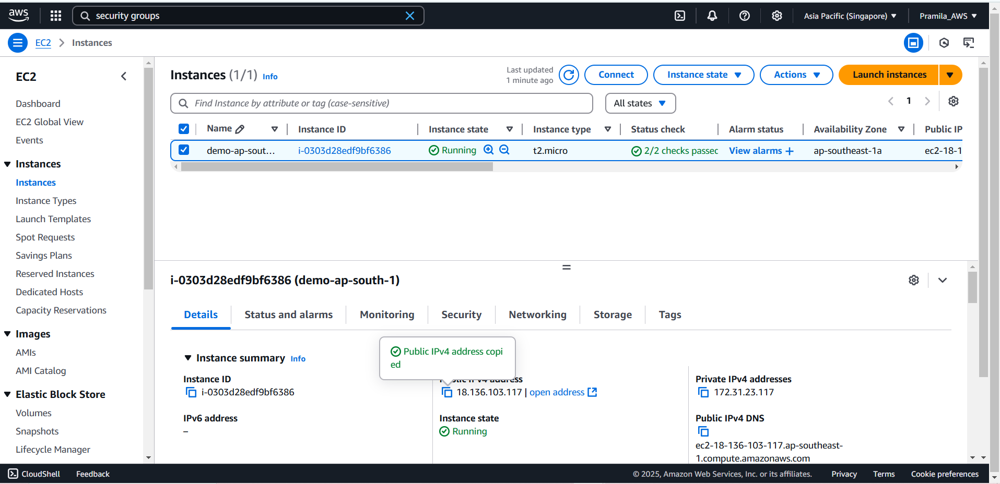 aws
security groups
Asia Pacific (Singapore)
Pramila_AWS
EC2
Instances
EC2
Dashboard
EC2 Global View
Events
Instances
Instances
Instance Types
Launch Templates
Spot Requests
Savings Plans
Reserved Instances
Dedicated Hosts
Capacity Reservations
Images
AMIs
AMI Catalog
Elastic Block Store
Volumes
Snapshots
Lifecycle Manager
Instances (1/1) Info
Last updated
1 minute ago
Connect
Instance state
Actions
Launch instances
Find Instance by attribute or tag (case-sensitive)
All states
1
Name Instance ID Instance state Instance type Status check Alarm status Availability Zone Public IP
demo-ap-sout... i-0303d28edf9bf6386 Running t2.micro 2/2 checks passec View alarms + ap-southeast-1a ec2-18-1
i-0303d28edf9bf6386 (demo-ap-south-1)
Details
Status and alarms
Monitoring
Security
Networking
Storage
Tags
Public IPv4 address copi
ed
Instance summary Info
Instance ID
i-0303d28edf9bf6386
IPv6 address
–
Public IPv4 address
18.136.103.117 | open address
Instance state
Running
Private IPv4 addresses
172.31.23.117
Public IPv4 DNS
ec2-18-136-103-117.ap-southeast-
1.compute.amazonaws.com
CloudShell
Feedback
© 2025, Amazon Web Services, Inc. or its affiliates.
Privacy
Terms
Cookie preferences